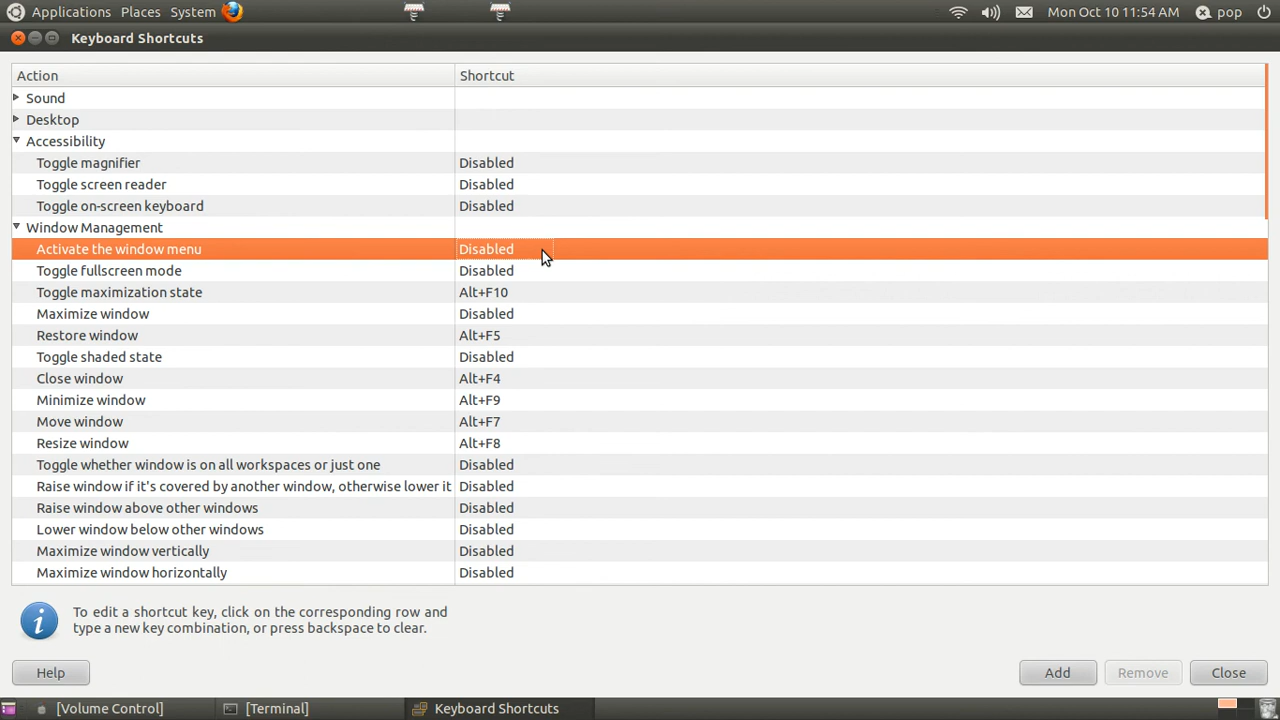 Applications Places System Mon Oct 10 11:54 AM pop
Keyboard Shortcuts
Action Shortcut
Sound
Desktop
Accessibility
Toggle magnifier Disabled
Toggle screen reader Disabled
Toggle on-screen keyboard Disabled
Window Management
Activate the window menu Disabled
Toggle fullscreen mode Disabled
Toggle maximization state Alt+F10
Maximize window Disabled
Restore window Alt+F5
Toggle shaded state Disabled
Close window Alt+F4
Minimize window Alt+F9
Move window Alt+F7
Resize window Alt+F8
Toggle whether window is on all workspaces or just one Disabled
Raise window if it's covered by another window, otherwise lower it Disabled
Raise window above other windows Disabled
Lower window below other windows Disabled
Maximize window vertically Disabled
Maximize window horizontally Disabled
To edit a shortcut key, click on the corresponding row and
type a new key combination, or press backspace to clear.
Help Add Remove Close
[Volume Control] [Terminal] Keyboard Shortcuts